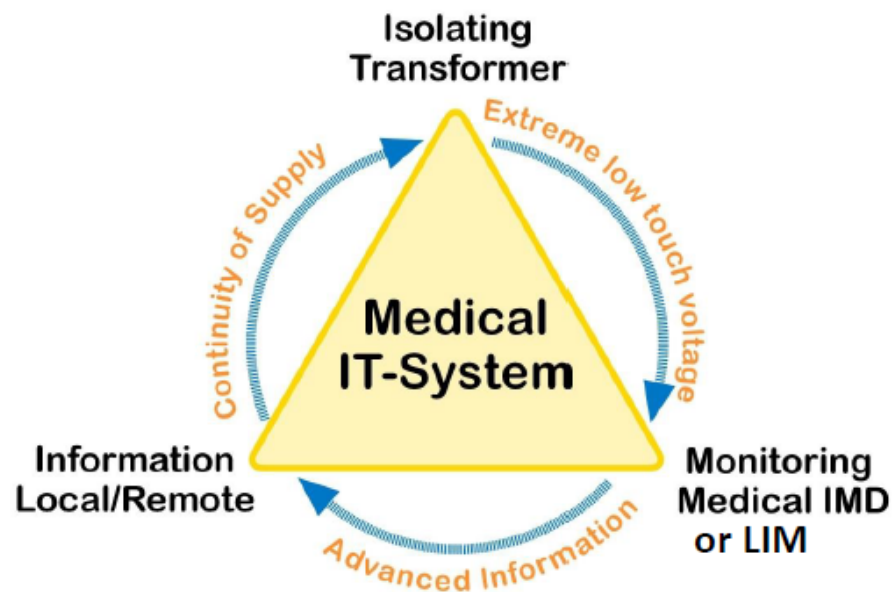 Isolating
Transformer
Extreme low touch voltage
Continuity of Supply
Medical
IT-System
Information
Local/Remote
Monitoring
Medical IMD
or LIM
Advanced Information